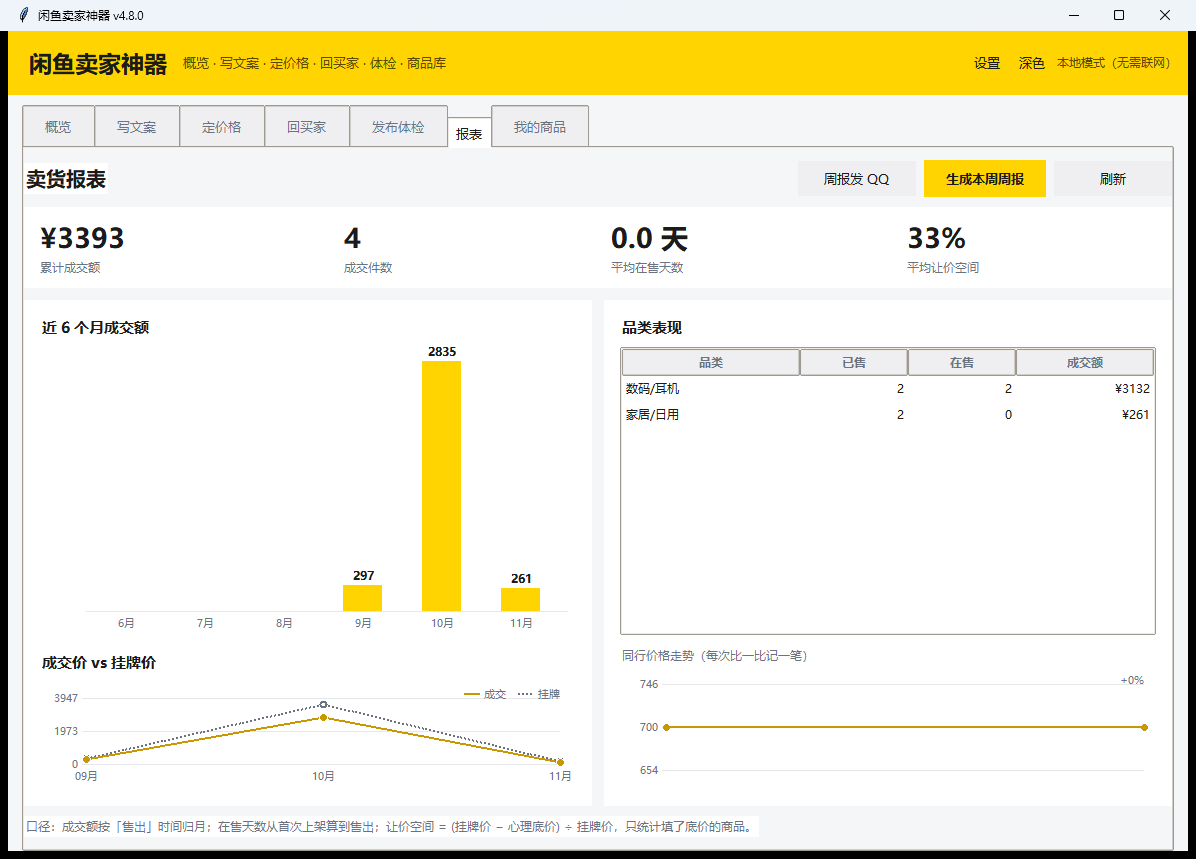 闲鱼卖家神器 v4.8.0
闲鱼卖家神器 概览 · 写文案 · 定价格 · 回买家 · 体检 · 商品库 设置 深色 本地模式（无需联网）
概览 写文案 定价格 回买家 发布体检 报表 我的商品
卖货报表 周报发 QQ 生成本周周报 刷新
¥3393 4 0.0 天 33%
累计成交额 成交件数 平均在售天数 平均让价空间
近 6 个月成交额
2835
297
261
6月 7月 8月 9月 10月 11月
成交价 vs 挂牌价
成交 挂牌
3947
1973
0
09月 10月 11月
品类表现
品类 已售 在售 成交额
数码/耳机 2 2 ¥3132
家居/日用 2 0 ¥261
同行价格走势（每次比一比记一笔）
+0%
746
700
654
口径：成交额按「售出」时间归月；在售天数从首次上架算到售出；让价空间 = (挂牌价 − 心理底价) ÷ 挂牌价，只统计填了底价的商品。